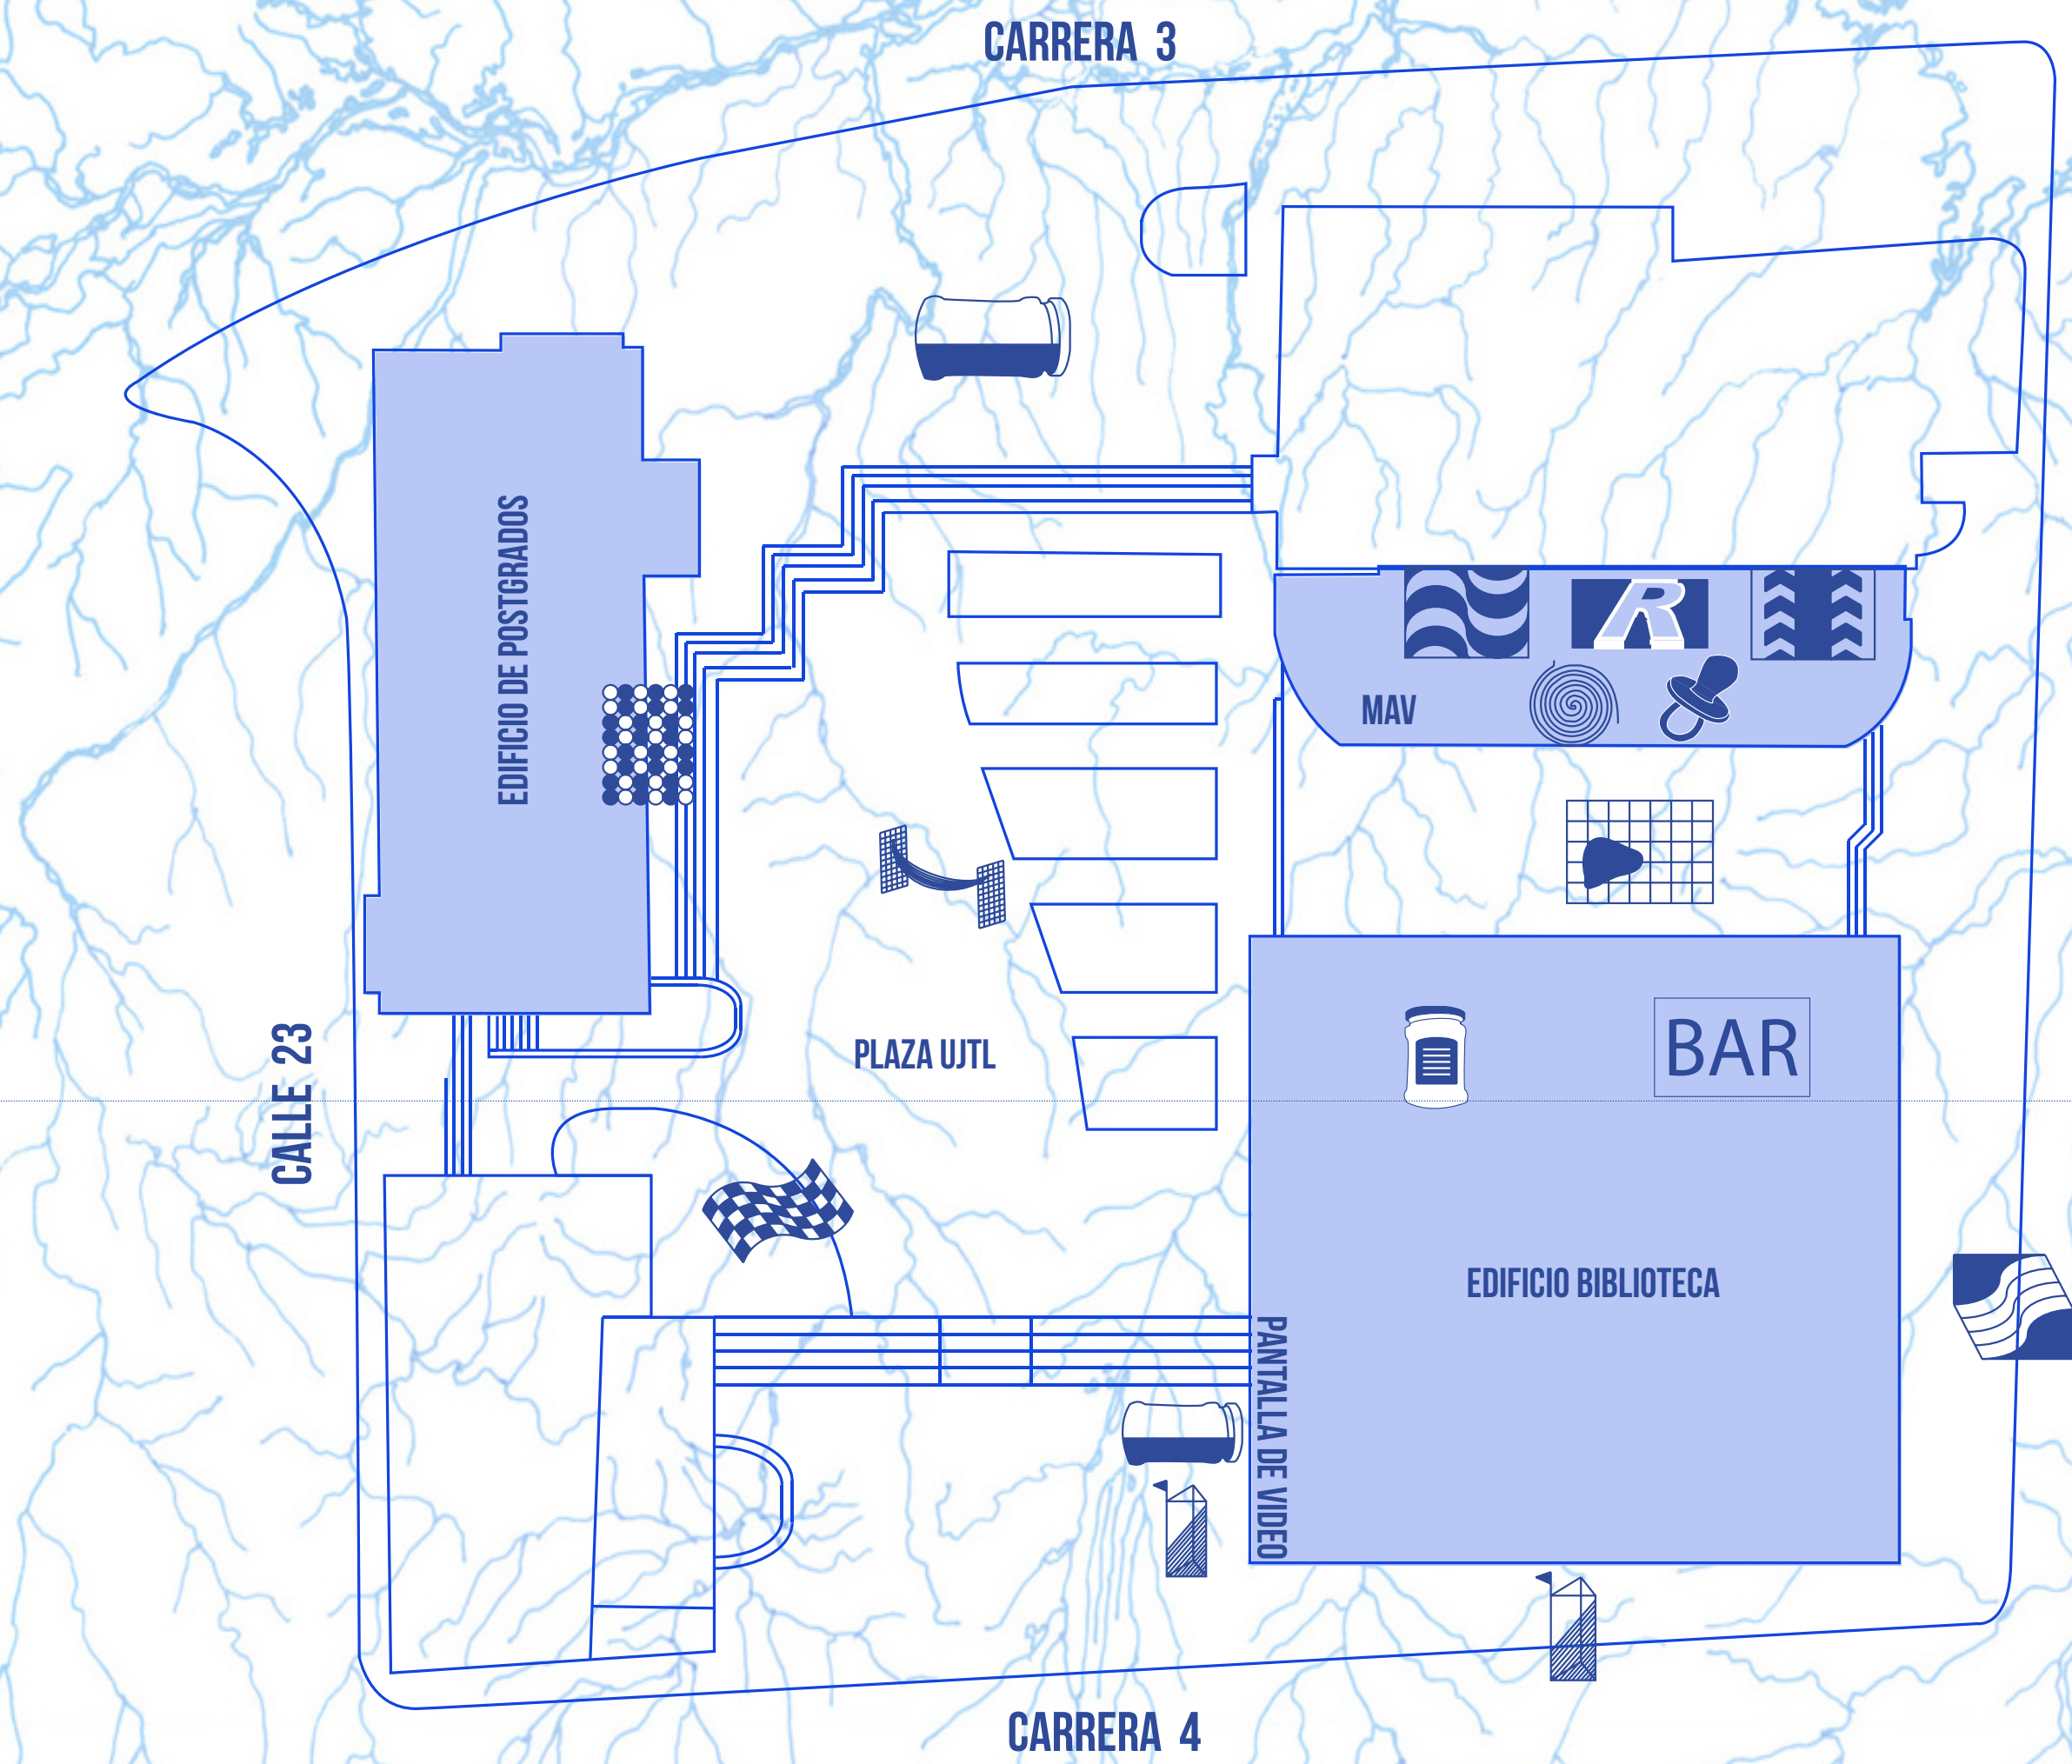 CARRERA 3
EDIFICIO DE POSTGRADOS
R
MAV
CALLE 23
PLAZA UJTL
BAR
EDIFICIO BIBLIOTECA
PANTALLA DE VIDEO
CARRERA 4